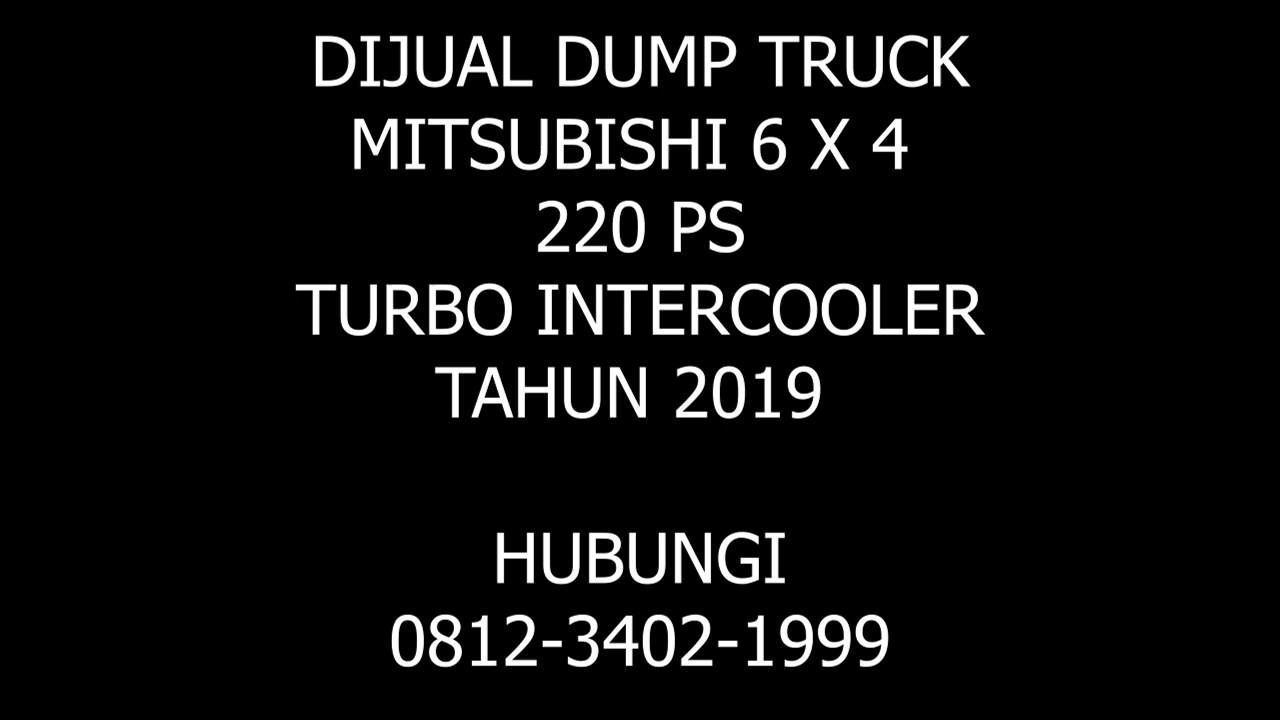 DIJUAL DUMP TRUCK
MITSUBISHI 6 X 4
220 PS
TURBO INTERCOOLER
TAHUN 2019
HUBUNGI
0812-3402-1999